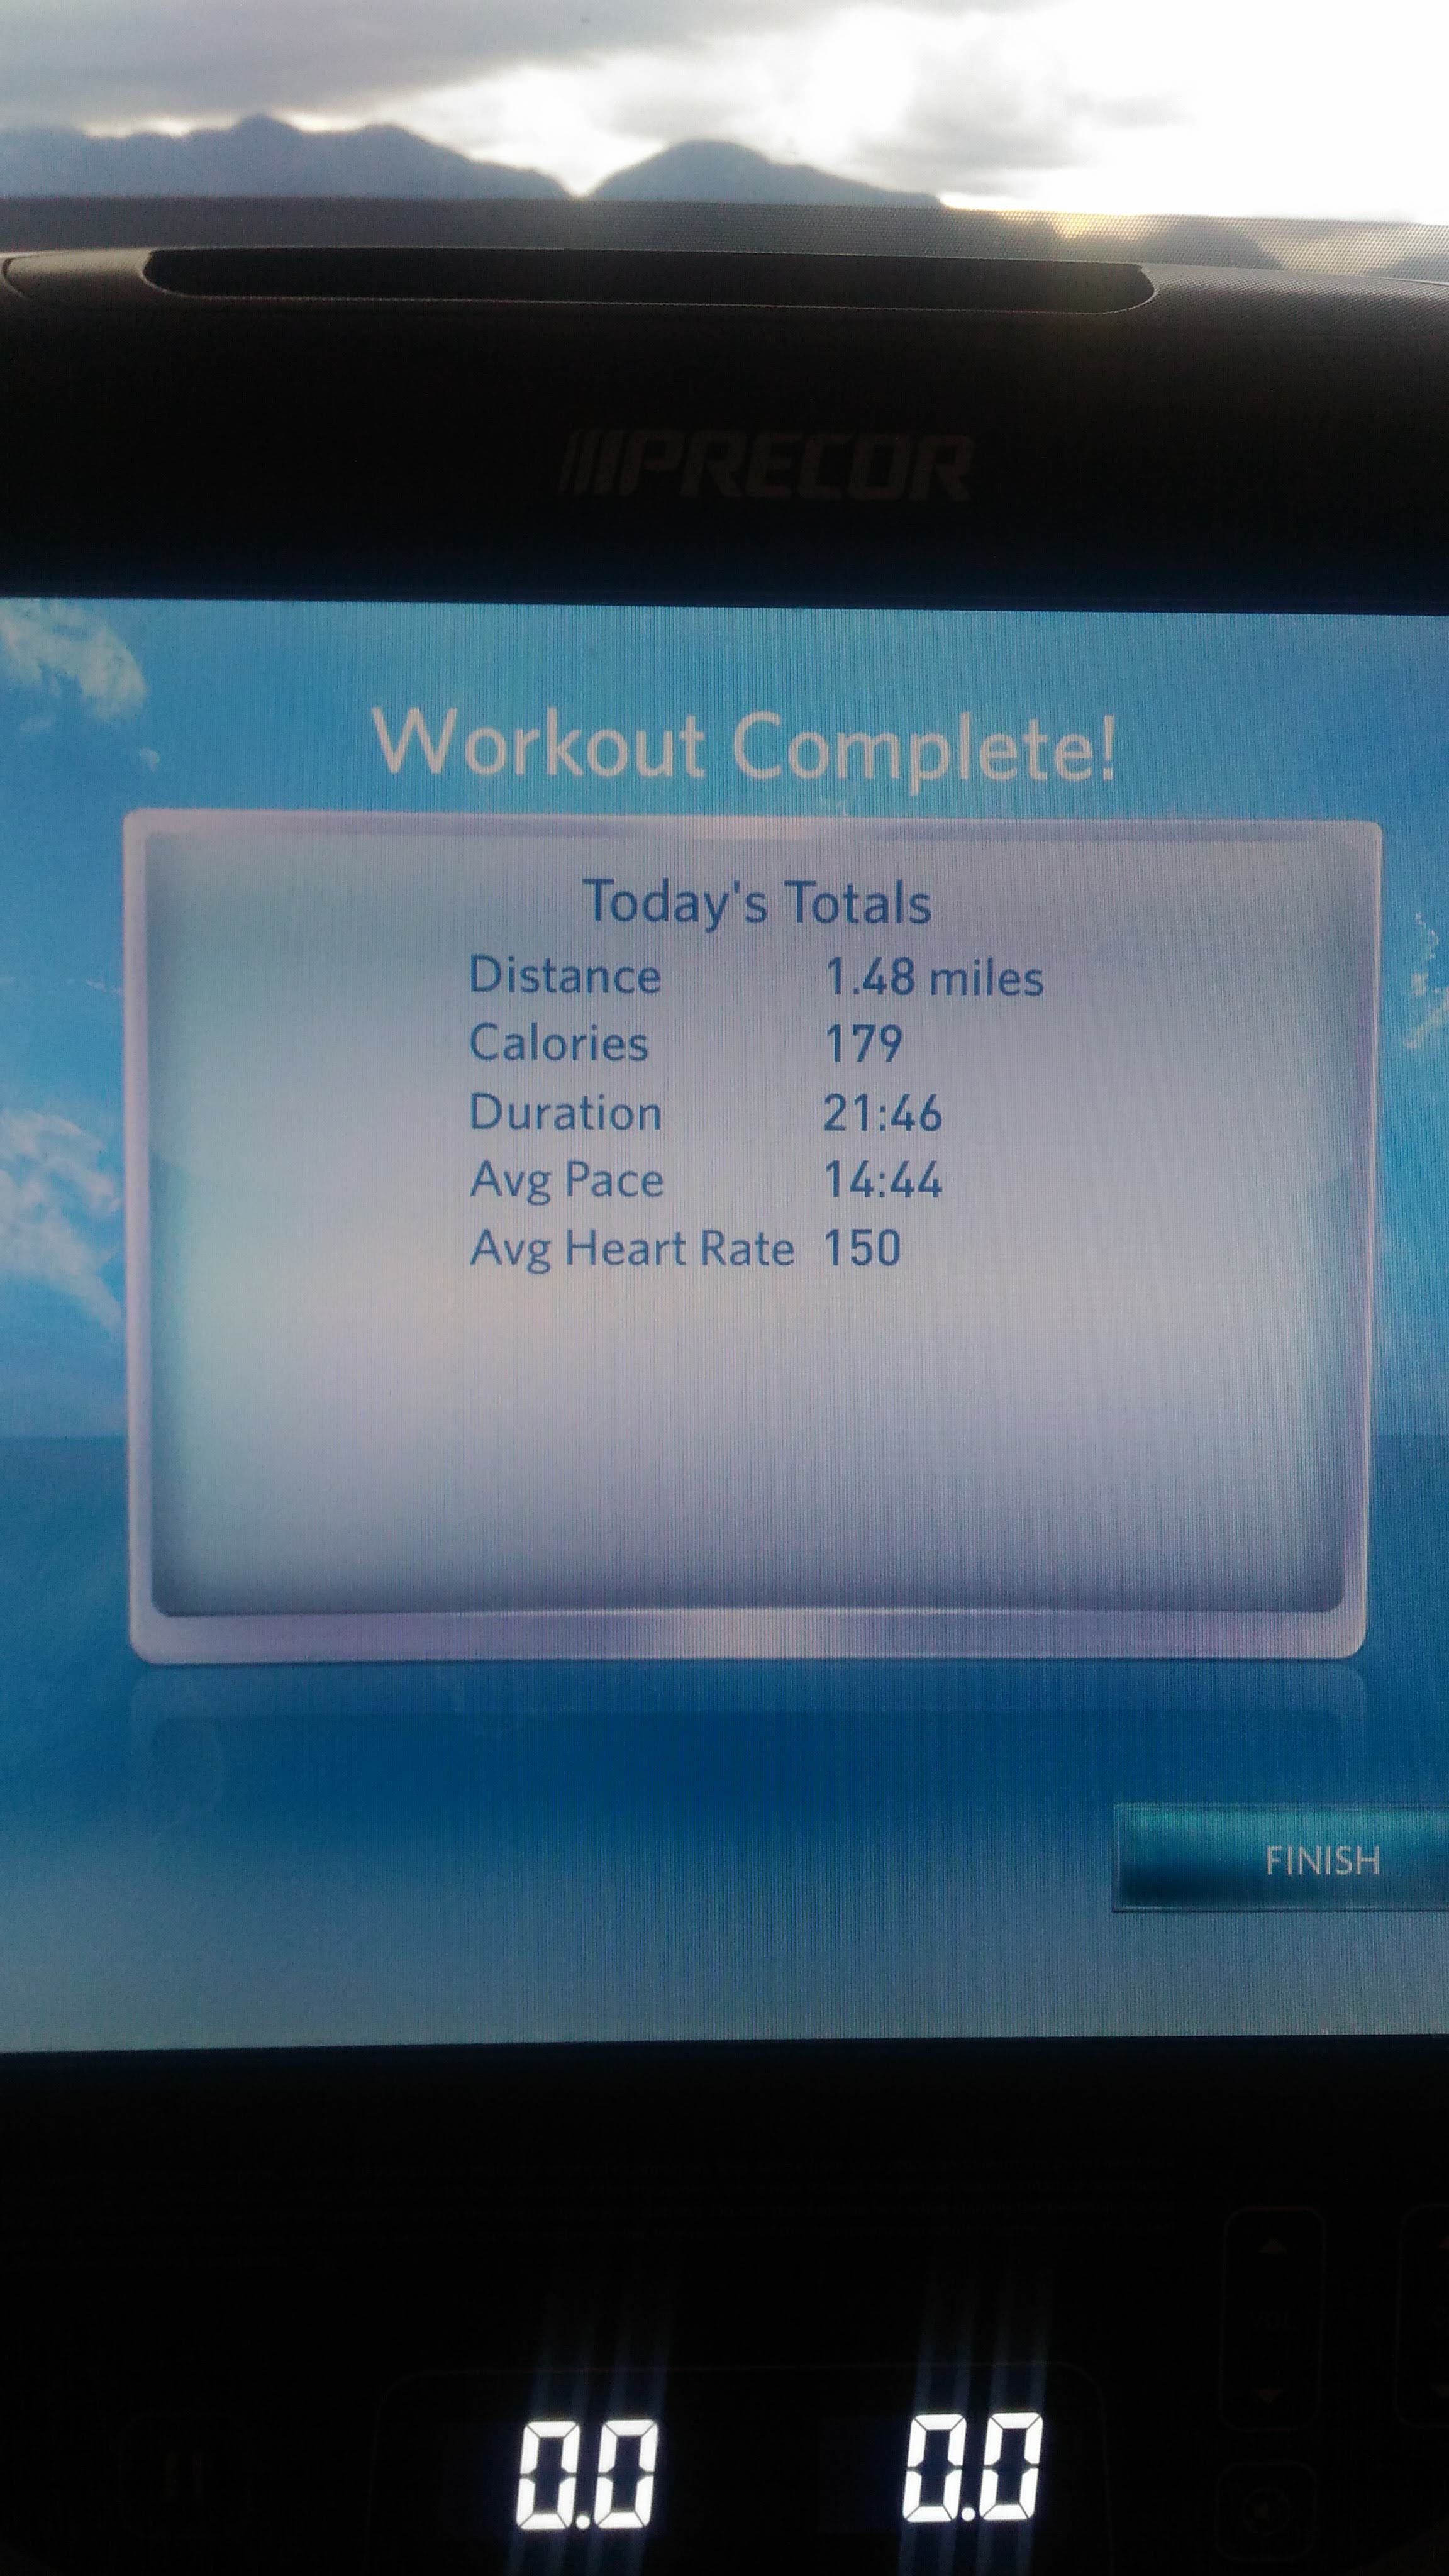 PRECOR
Workout Complete!
Today's Totals
Distance 1.48 miles
Calories 179
Duration 21:46
Avg Pace 14:44
Avg Heart Rate 150
FINISH
0.0 0.0